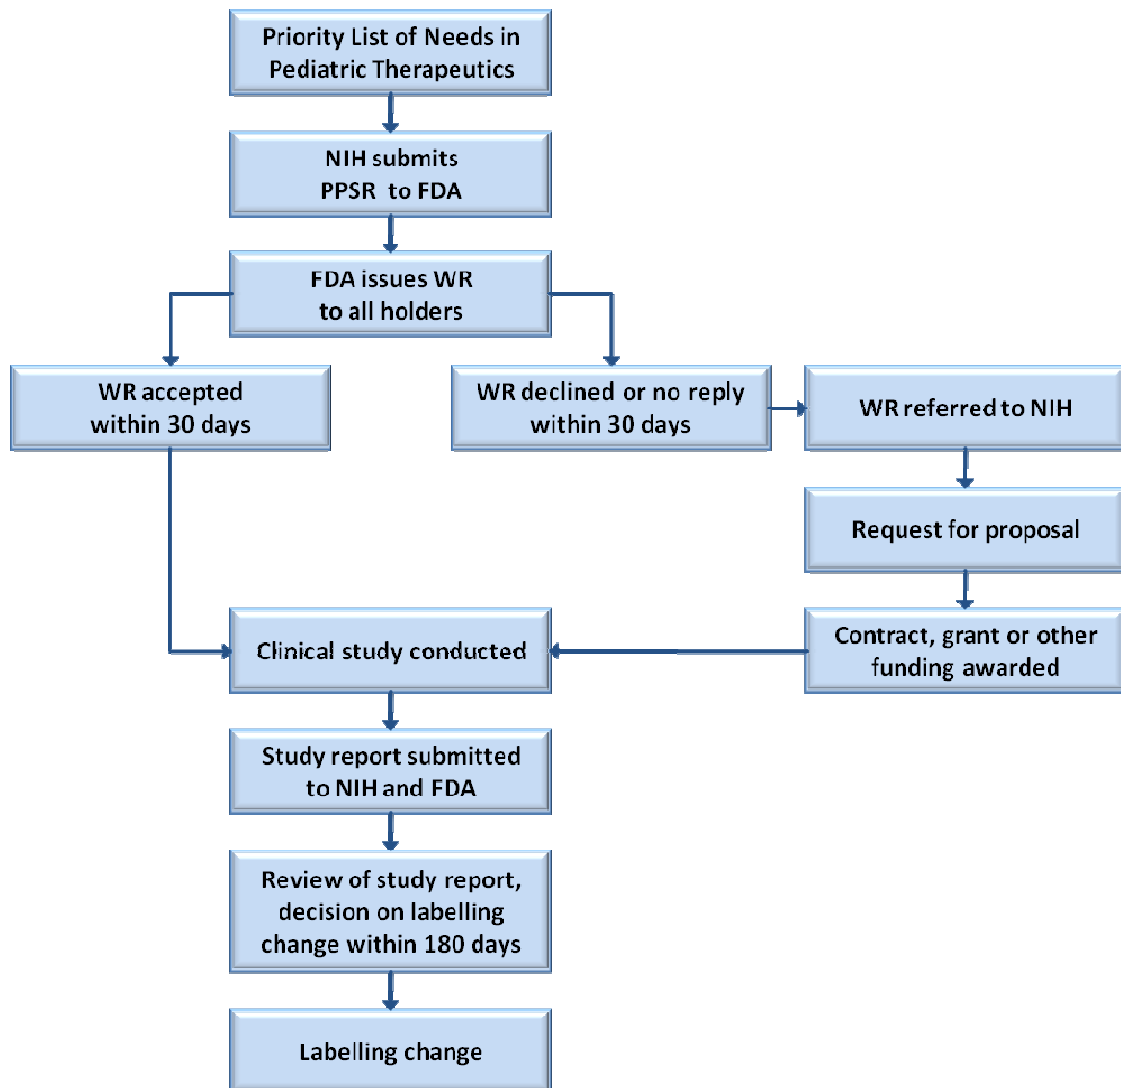 Priority List of Needs in
Pediatric Therapeutics
NIH submits
PPSR to FDA
FDA issues WR
to all holders
WR accepted
within 30 days
WR declined or no reply
within 30 days
WR referred to NIH
Request for proposal
Contract, grant or other
funding awarded
Clinical study conducted
Study report submitted
to NIH and FDA
Review of study report,
decision on labelling
change within 180 days
Labelling change